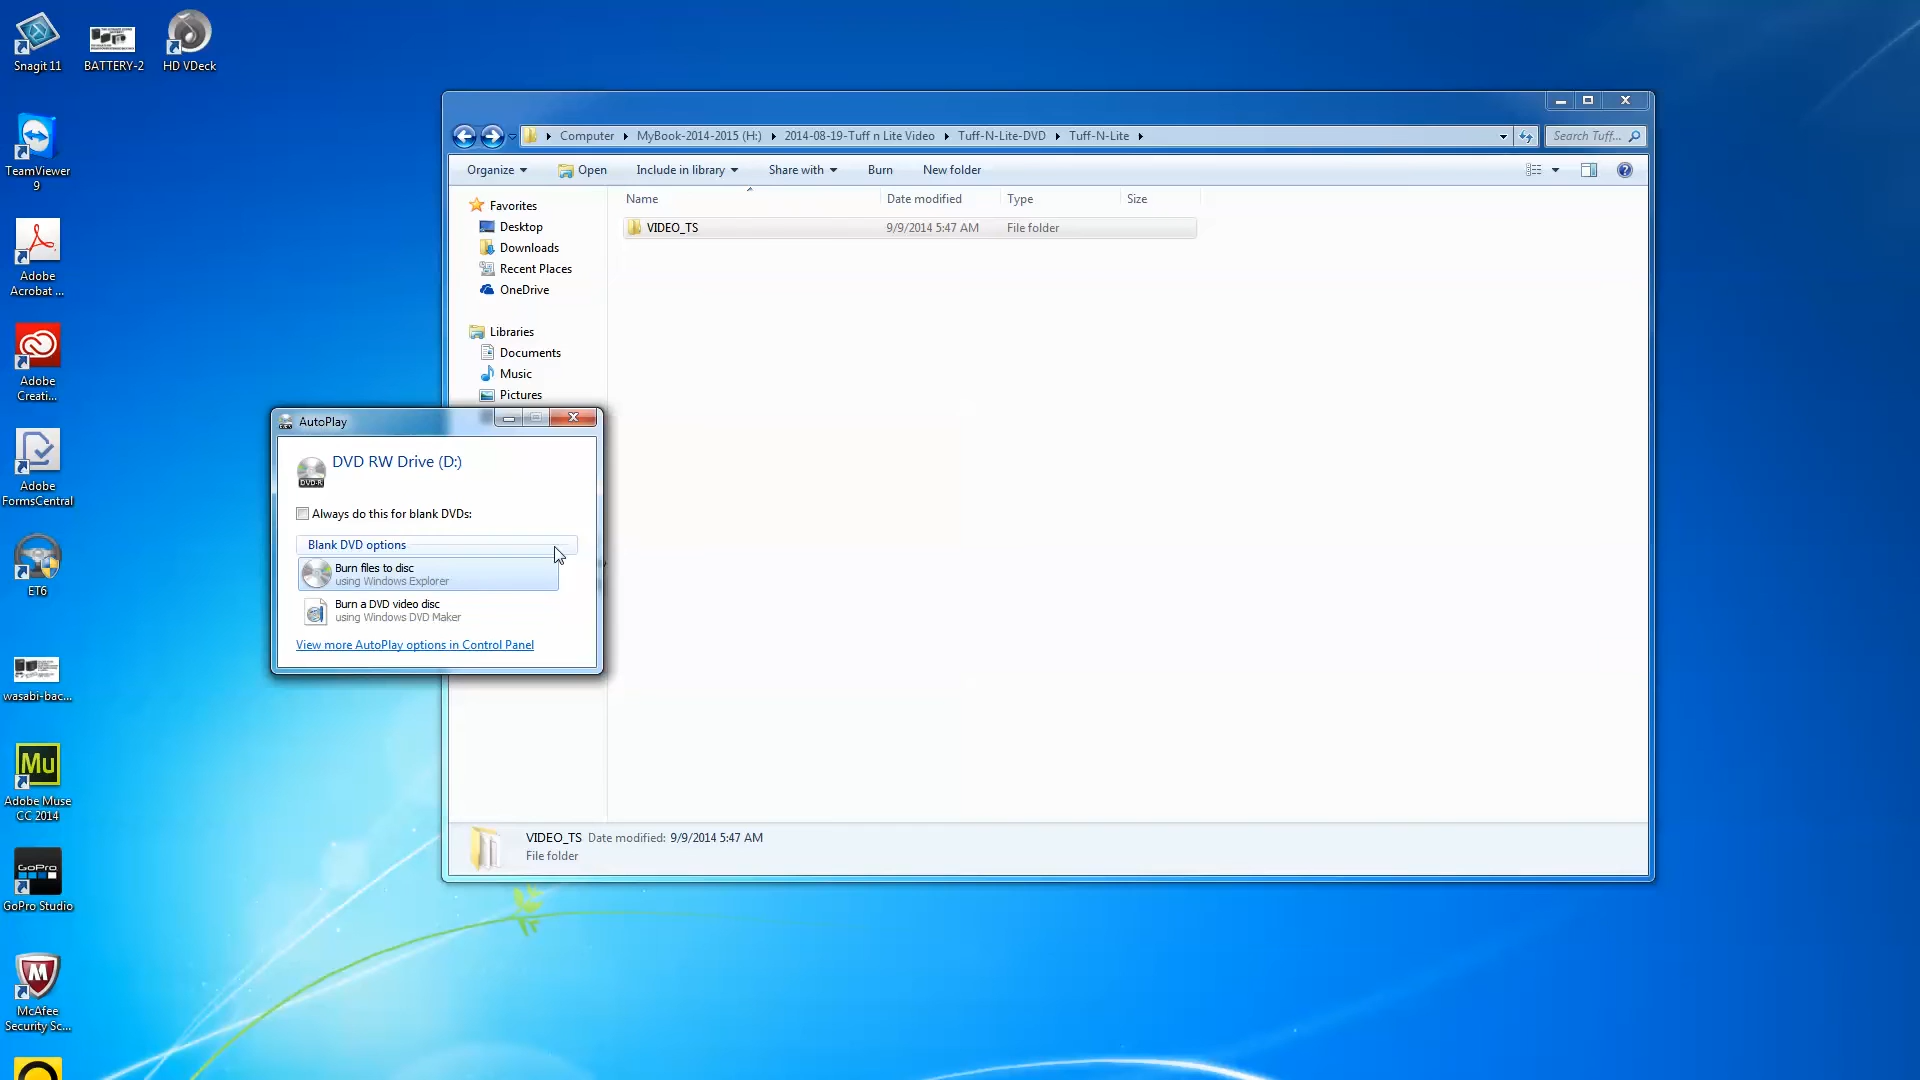 Snagit 11
BATTERY-2
HD VDeck
TeamViewer
9
Adobe
Acrobat ...
Adobe
Creati...
Adobe
FormsCentral
ET6
wasabi-bac...
Mu
Adobe Muse
CC 2014
GoPro
GoPro Studio
McAfee
Security Sc...
Computer
MyBook-2014-2015 (H:)
2014-08-19-Tuff n Lite Video
Tuff-N-Lite-DVD
Tuff-N-Lite
Search Tuff...
Organize
Open
Include in library
Share with
Burn
New folder
Name
Date modified
Type
Size
Favorites
Desktop
Downloads
Recent Places
OneDrive
Libraries
Documents
Music
Pictures
VIDEO_TS
9/9/2014 5:47 AM
File folder
AutoPlay
DVD RW Drive (D:)
DVD-R
Always do this for blank DVDs:
Blank DVD options
Burn files to disc
using Windows Explorer
Burn a DVD video disc
using Windows DVD Maker
View more AutoPlay options in Control Panel
VIDEO_TS Date modified: 9/9/2014 5:47 AM
File folder